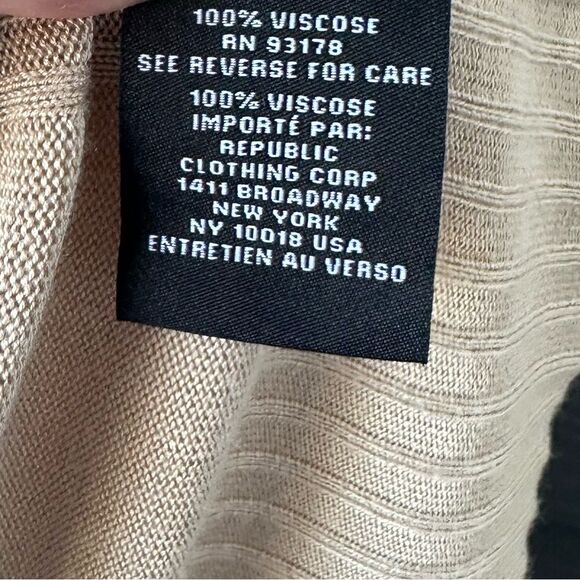 100% VISCOSE
RN 93178
SEE REVERSE FOR CARE
100% VISCOSE
IMPORTÉ PAR:
REPUBLIC
CLOTHING CORP
1411 BROADWAY
NEW YORK
NY 10018 USA
ENTRETIEN AU VERSO